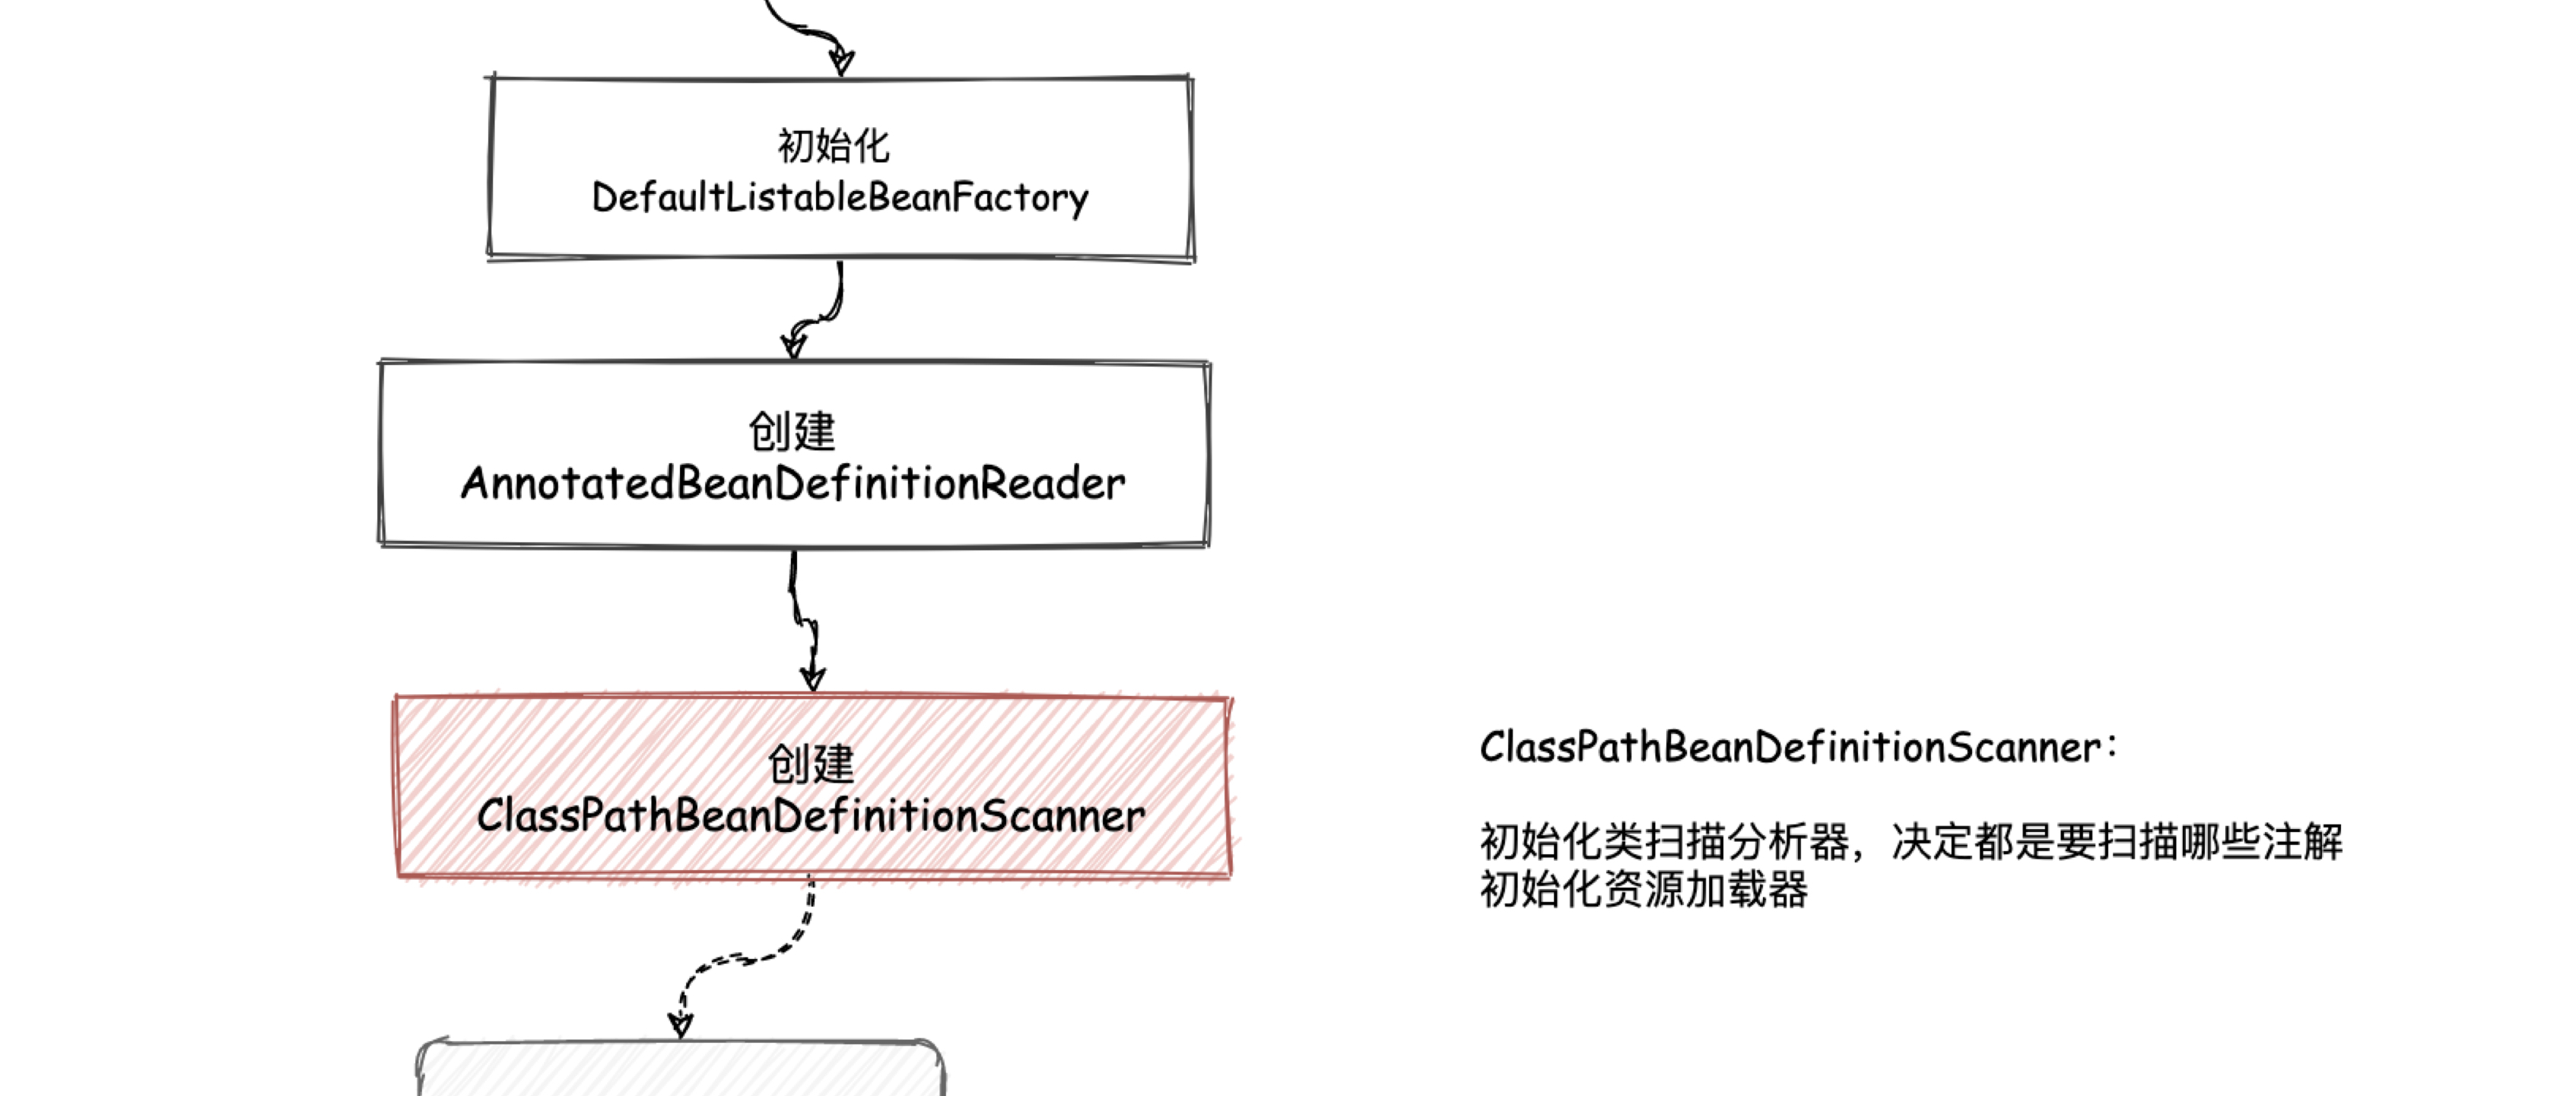 初始化
DefaultListableBeanFactory
创建
AnnotatedBeanDefinitionReader
创建
ClassPathBeanDefinitionScanner
ClassPathBeanDefinitionScanner：
初始化类扫描分析器，决定都是要扫描哪些注解
初始化资源加载器